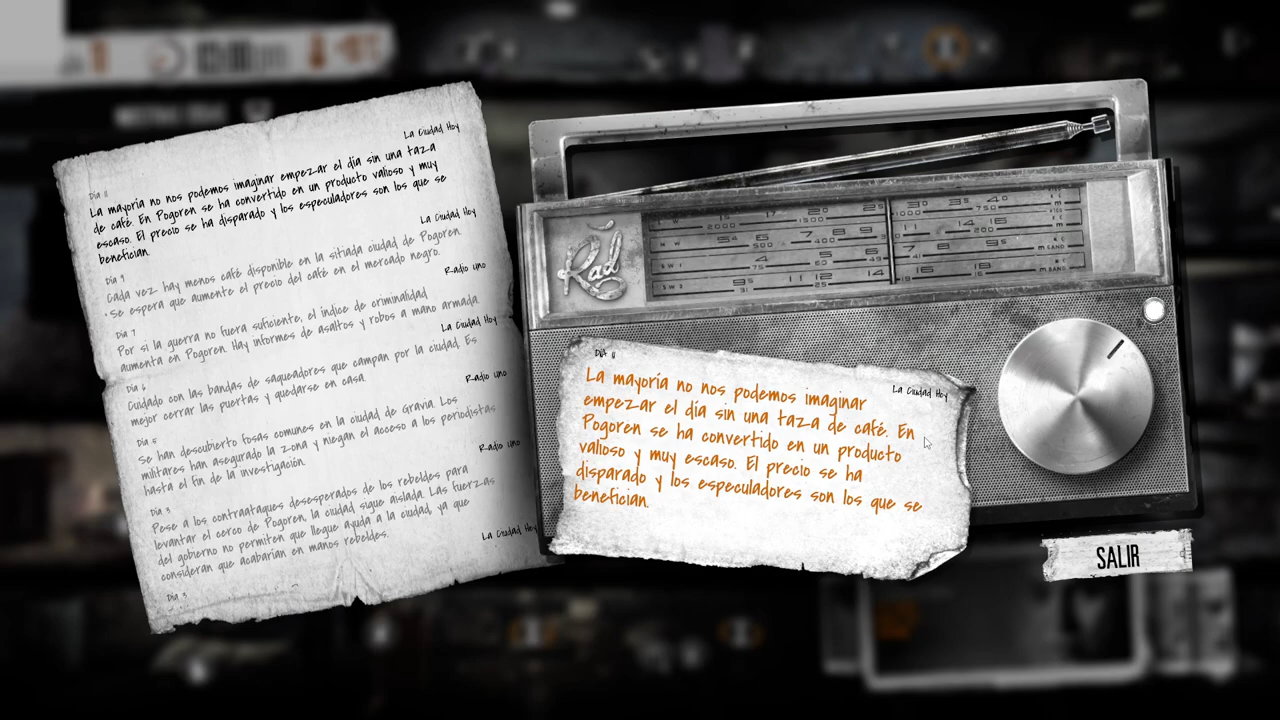 La Ciudad Hoy
Día 11
La mayoría no nos podemos imaginar empezar el día sin una taza
de café. En Pogoren se ha convertido en un producto valioso y muy
escaso. El precio se ha disparado y los especuladores son los que se
benefician.
La Ciudad Hoy
Día 9
Cada vez hay menos café disponible en la sitiada ciudad de Pogoren.
Se espera que aumente el precio del café en el mercado negro.
Radio uno
Día 7
Por si la guerra no fuera suficiente, el índice de criminalidad
aumenta en Pogoren. Hay informes de asaltos y robos a mano armada.
La Ciudad Hoy
Día 6
Cuidado con las bandas de saqueadores que campan por la ciudad. Es
mejor cerrar las puertas y quedarse en casa.
Radio uno
Día 5
Se han descubierto fosas comunes en la ciudad de Gravia. Los
militares han asegurado la zona y niegan el acceso a los periodistas
hasta el fin de la investigación.
Radio uno
Pese a los contraataques desesperados de los rebeldes para
levantar el cerco de Pogoren, la ciudad sigue aislada. Las fuerzas
del gobierno no permiten que llegue ayuda a la ciudad, ya que
consideran que acabarían en manos rebeldes.
La Ciudad Hoy
Día 3
Rad
Día 11
La Ciudad Hoy
La mayoría no nos podemos imaginar
empezar el día sin una taza de café. En
Pogoren se ha convertido en un producto
valioso y muy escaso. El precio se ha
disparado y los especuladores son los que se
benefician.
SALIR